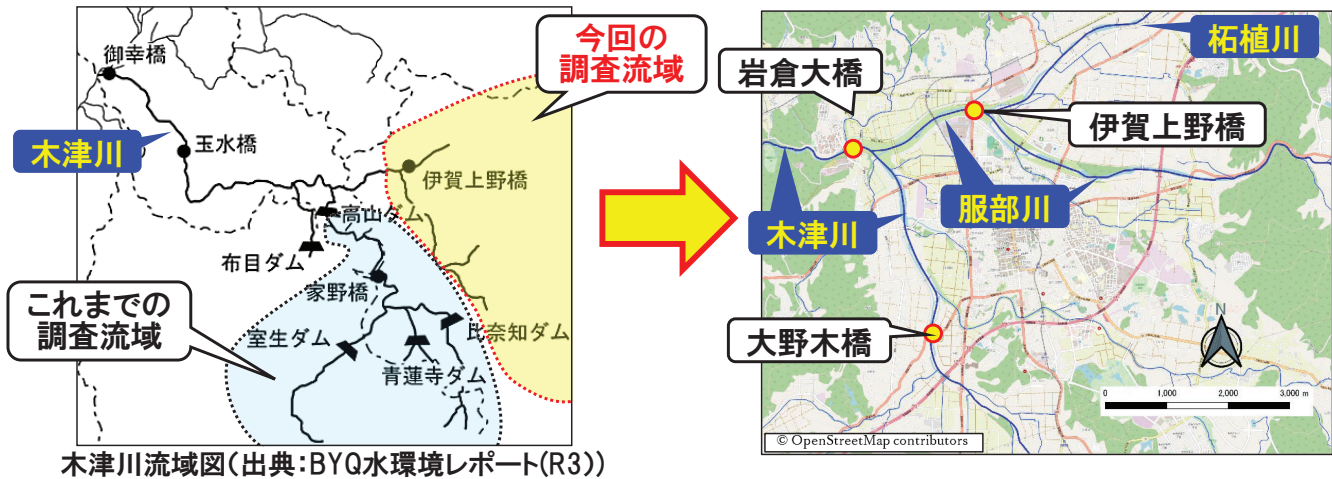 御幸橋
木津川
玉水橋
今回の
調査流域
伊賀上野橋
高山ダム
布目ダム
家野橋
これまでの
調査流域
室生ダム
比奈知ダム
青蓮寺ダム
木津川流域図(出典:BYQ水環境レポート(R3))
柘植川
岩倉大橋
伊賀上野橋
服部川
木津川
大野木橋
N
0 1,000 2,000 3,000 m
© OpenStreetMap contributors